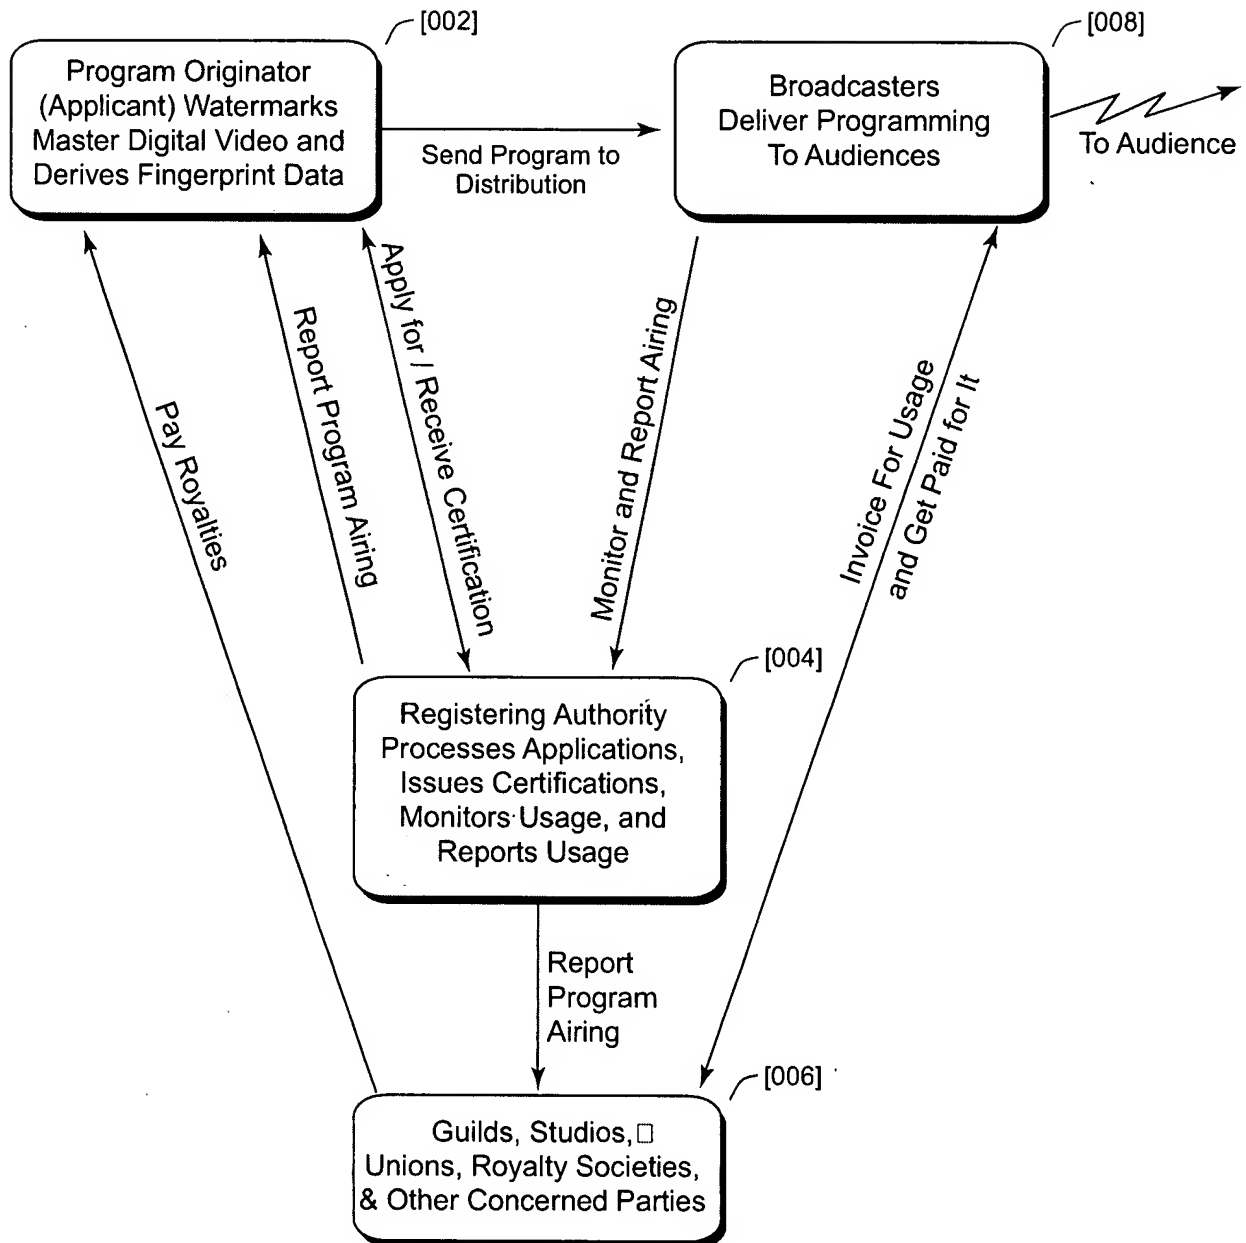 [002]
Program Originator
(Applicant) Watermarks
Master Digital Video and
Derives Fingerprint Data
Send Program to
Distribution
[008]
Broadcasters
Deliver Programming
To Audiences
To Audience
Pay Royalties
Report Program Airing
Apply for / Receive Certification
Monitor and Report Airing
Invoice For Usage
and Get Paid for It
[004]
Registering Authority
Processes Applications,
Issues Certifications,
Monitors Usage, and
Reports Usage
Report
Program
Airing
[006]
Guilds, Studios,□
Unions, Royalty Societies,
& Other Concerned Parties